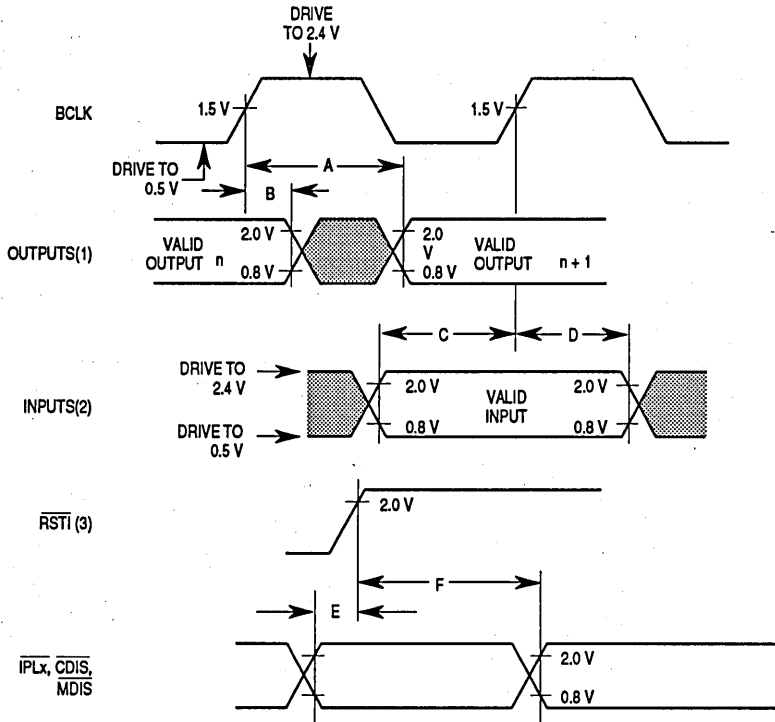 DRIVE
TO 2.4 V
BCLK
1.5 V
1.5 V
DRIVE TO
0.5 V
A
B
OUTPUTS(1)
VALID
OUTPUT n
2.0 V
0.8 V
2.0
V
0.8 V
VALID
OUTPUT n + 1
C
D
INPUTS(2)
DRIVE TO
2.4 V
DRIVE TO
0.5 V
2.0 V
0.8 V
VALID
INPUT
2.0 V
0.8 V
RSTI (3)
2.0 V
F
E
IPLx, CDIS,
MDIS
2.0 V
0.8 V